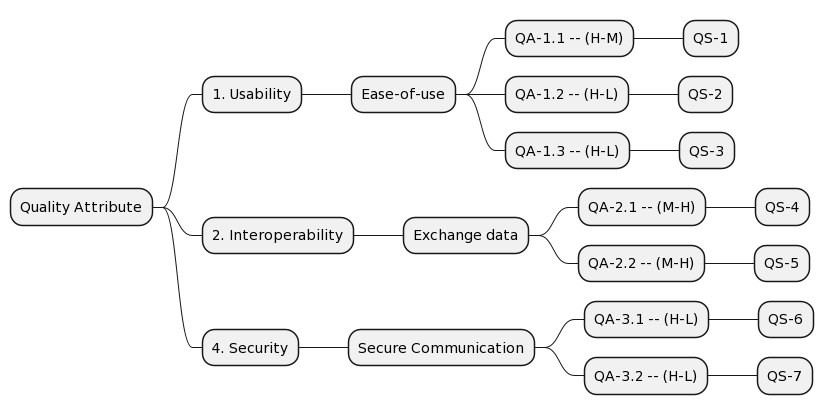 Quality Attribute
1. Usability
Ease-of-use
QA-1.1 -- (H-M)
QS-1
QA-1.2 -- (H-L)
QS-2
QA-1.3 -- (H-L)
QS-3
2. Interoperability
Exchange data
QA-2.1 -- (M-H)
QS-4
QA-2.2 -- (M-H)
QS-5
4. Security
Secure Communication
QA-3.1 -- (H-L)
QS-6
QA-3.2 -- (H-L)
QS-7